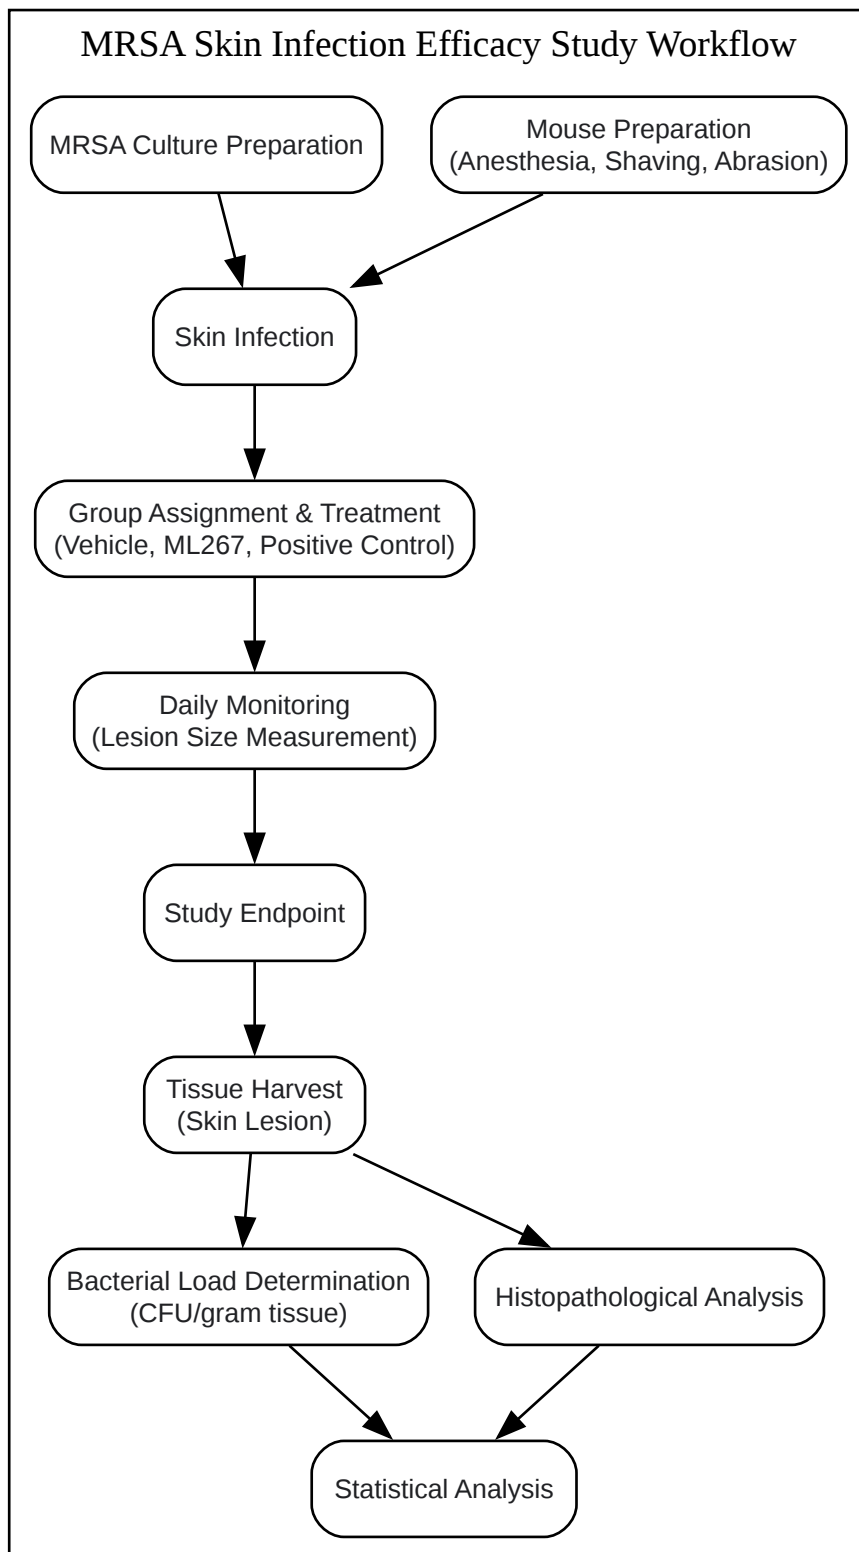 MRSA Skin Infection Efficacy Study Workflow
MRSA Culture Preparation
Mouse Preparation
(Anesthesia, Shaving, Abrasion)
Skin Infection
Group Assignment & Treatment
(Vehicle, ML267, Positive Control)
Daily Monitoring
(Lesion Size Measurement)
Study Endpoint
Tissue Harvest
(Skin Lesion)
Bacterial Load Determination
(CFU/gram tissue)
Histopathological Analysis
Statistical Analysis